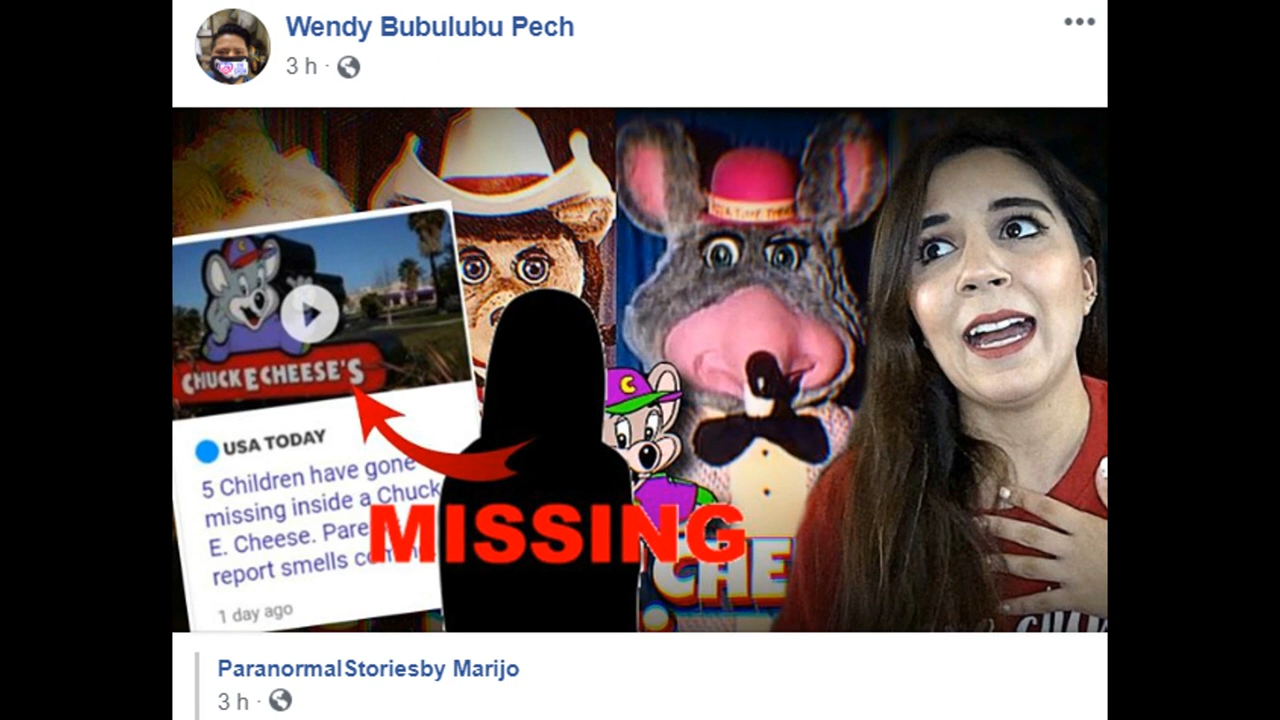 Wendy Bubulubu Pech
3 h ·
CHUCK E CHEESE'S
USA TODAY
5 Children have gone
missing inside a Chuck
E. Cheese. Pare
report smells
1 day ago
MISSING
C
CHE
ParanormalStoriesby Marijo
3 h ·